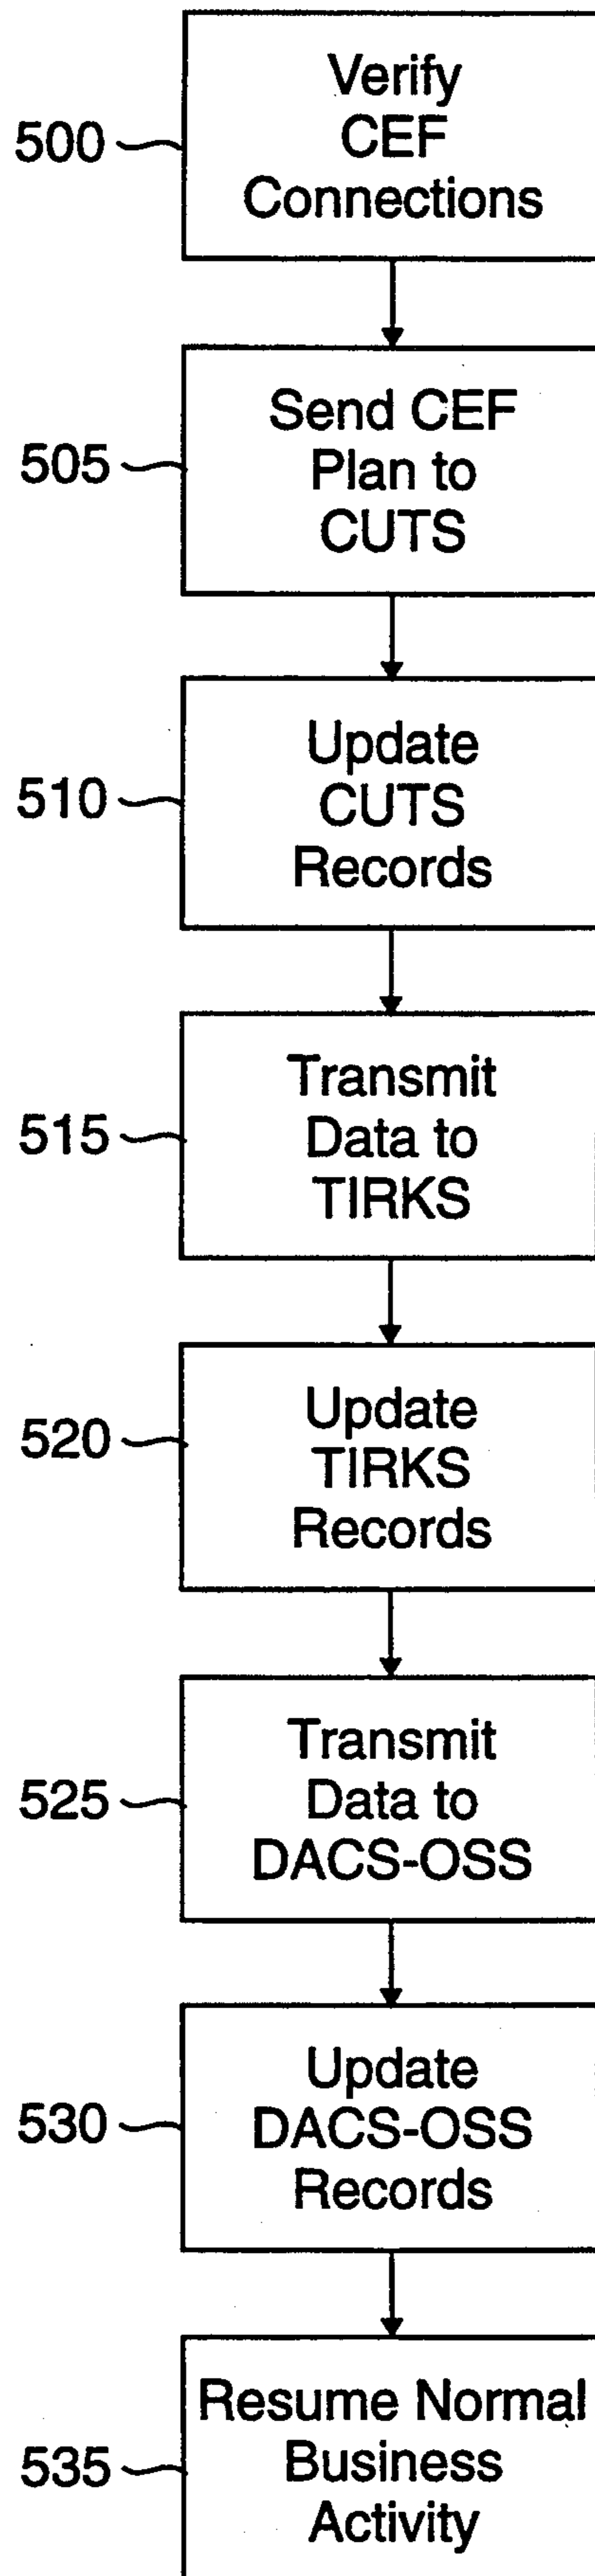 500
Verify
CEF
Connections
505
Send CEF
Plan to
CUTS
510
Update
CUTS
Records
515
Transmit
Data to
TIRKS
520
Update
TIRKS
Records
525
Transmit
Data to
DACS-OSS
530
Update
DACS-OSS
Records
535
Resume Normal
Business
Activity